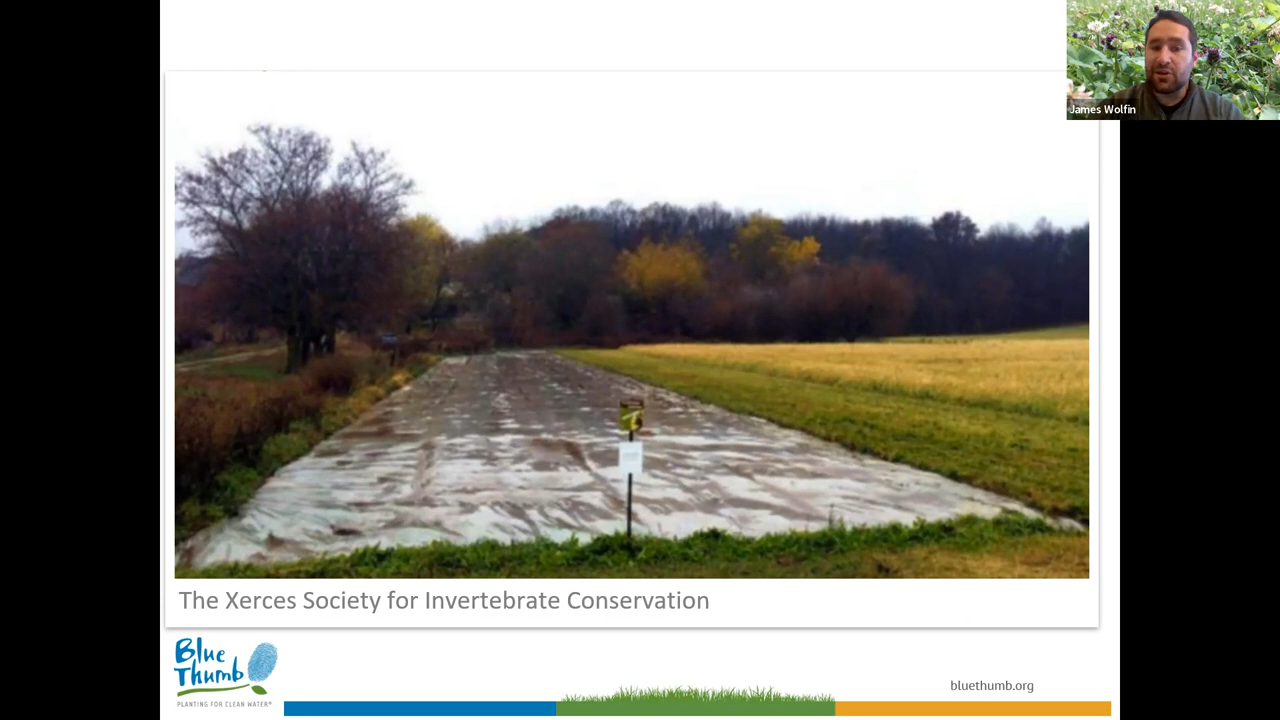 James Wolfin
The Xerces Society for Invertebrate Conservation
Blue
Thumb
PLANTING FOR CLEAN WATER®
bluethumb.org